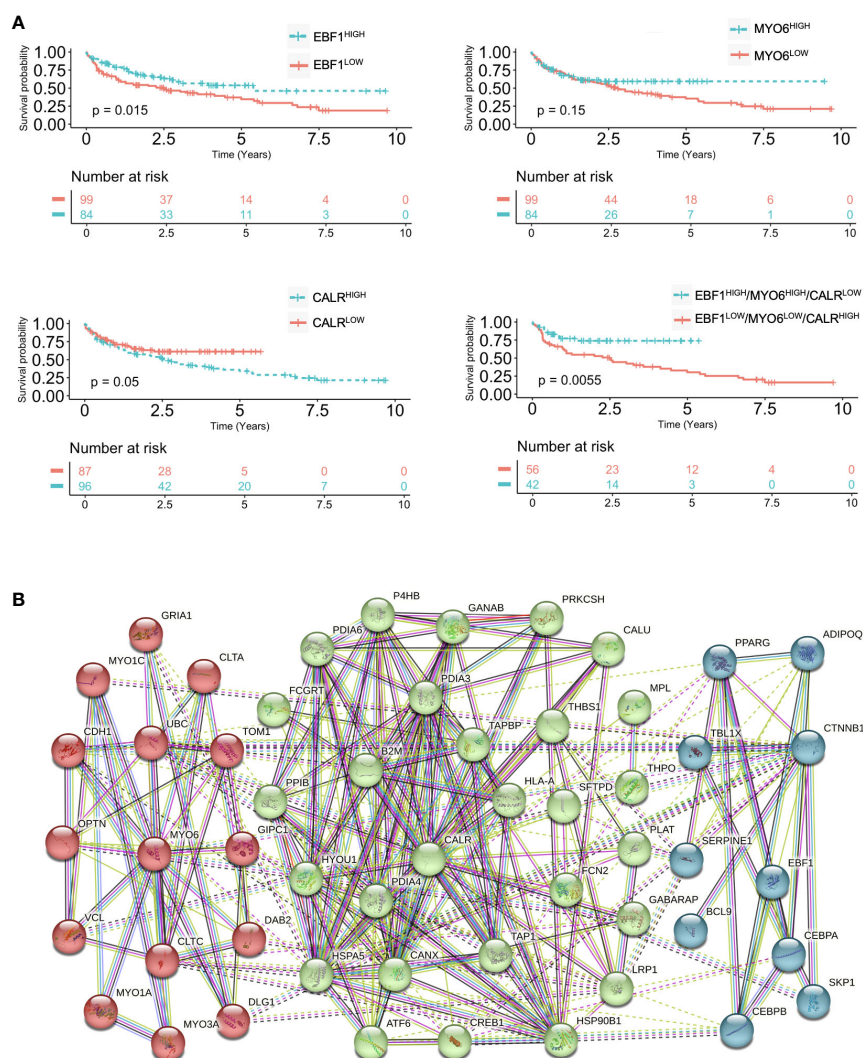 A
EBF1HIGH
EBF1LOW
Survival probability
1.00
0.75
0.50
0.25
0.00
p = 0.015
0
2.5
5
7.5
10
Time (Years)
Number at risk
99 37 14 4 0
84 33 11 3 0
0 2.5 5 7.5 10
MYO6HIGH
MYO6LOW
Survival probability
1.00
0.75
0.50
0.25
0.00
p = 0.15
0 2.5 5 7.5 10
Time (Years)
Number at risk
99 44 18 6 0
84 26 7 1 0
0 2.5 5 7.5 10
CALRHIGH
CALRLOW
Survival probability
1.00
0.75
0.50
0.25
0.00
p = 0.05
0 2.5 5 7.5 10
Time (Years)
Number at risk
87 28 5 0 0
96 42 20 7 0
0 2.5 5 7.5 10
EBF1HIGH/MYO6HIGH/CALRLOW
EBF1LOW/MYO6LOW/CALRHIGH
Survival probability
1.00
0.75
0.50
0.25
0.00
p = 0.0055
0 2.5 5 7.5 10
Time (Years)
Number at risk
56 23 12 4 0
42 14 3 0 0
0 2.5 5 7.5 10
B
P4HB
GANAB
PRKCSH
GRIA1
PDIA6
CALU
PPARG
ADIPOQ
MYO1C
CLTA
PDIA3
FCGRT
THBS1
MPL
CDH1
UBC
TOM1
TAPBP
TBL1X
CTNNB1
B2M
PPIB
HLA-A
SFTPD
THPO
OPTN
MYO6
GIPC1
CALR
PLAT
SERPINE1
HYOU1
PDIA4
FCN2
EBF1
GABARAP
BCL9
VCL
DAB2
CLTC
HSPA5
CANX
TAP1
LRP1
CEBPA
SKP1
MYO1A
MYO3A
DLG1
ATF6
CREB1
HSP90B1
CEBPB